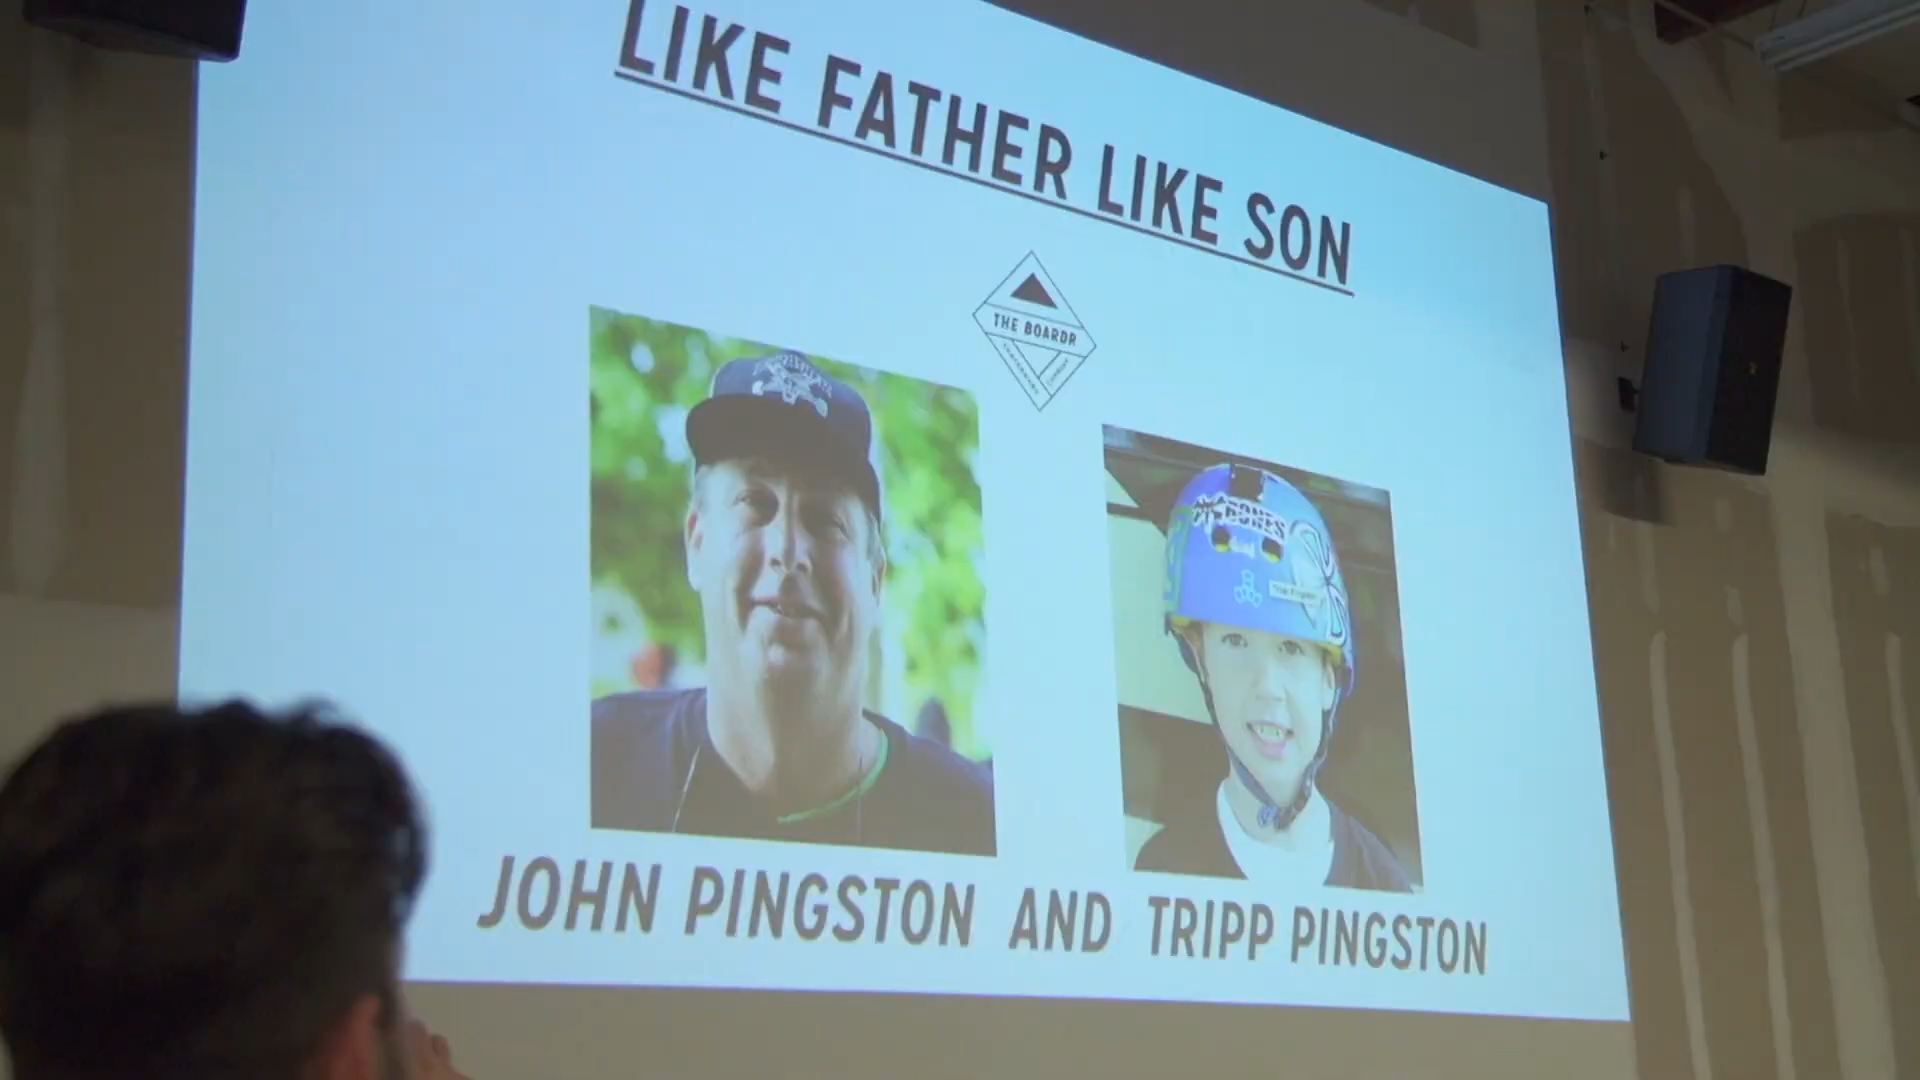 LIKE FATHER LIKE SON
THE BOARDR
BONES
JOHN PINGSTON AND TRIPP PINGSTON